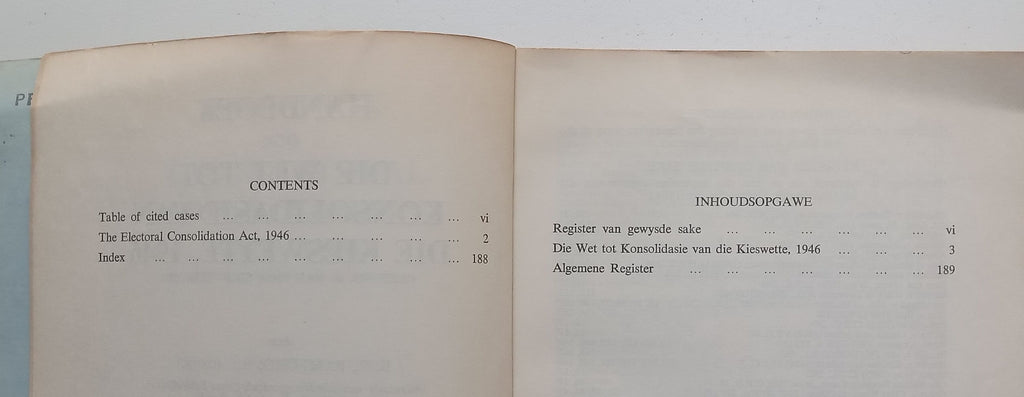 CONTENTS
Table of cited cases ... ... ... ... ... ... ... vi
The Electoral Consolidation Act, 1946 ... ... ... ... ... 2
Index ... ... ... ... ... ... ... ... ... 188
INHOUDSOPGAWE
Register van gewysde sake ... ... ... ... ... ... vi
Die Wet tot Konsolidasie van die Kieswette, 1946 ... ... ... 3
Algemene Register ... ... ... ... ... ... ... 189